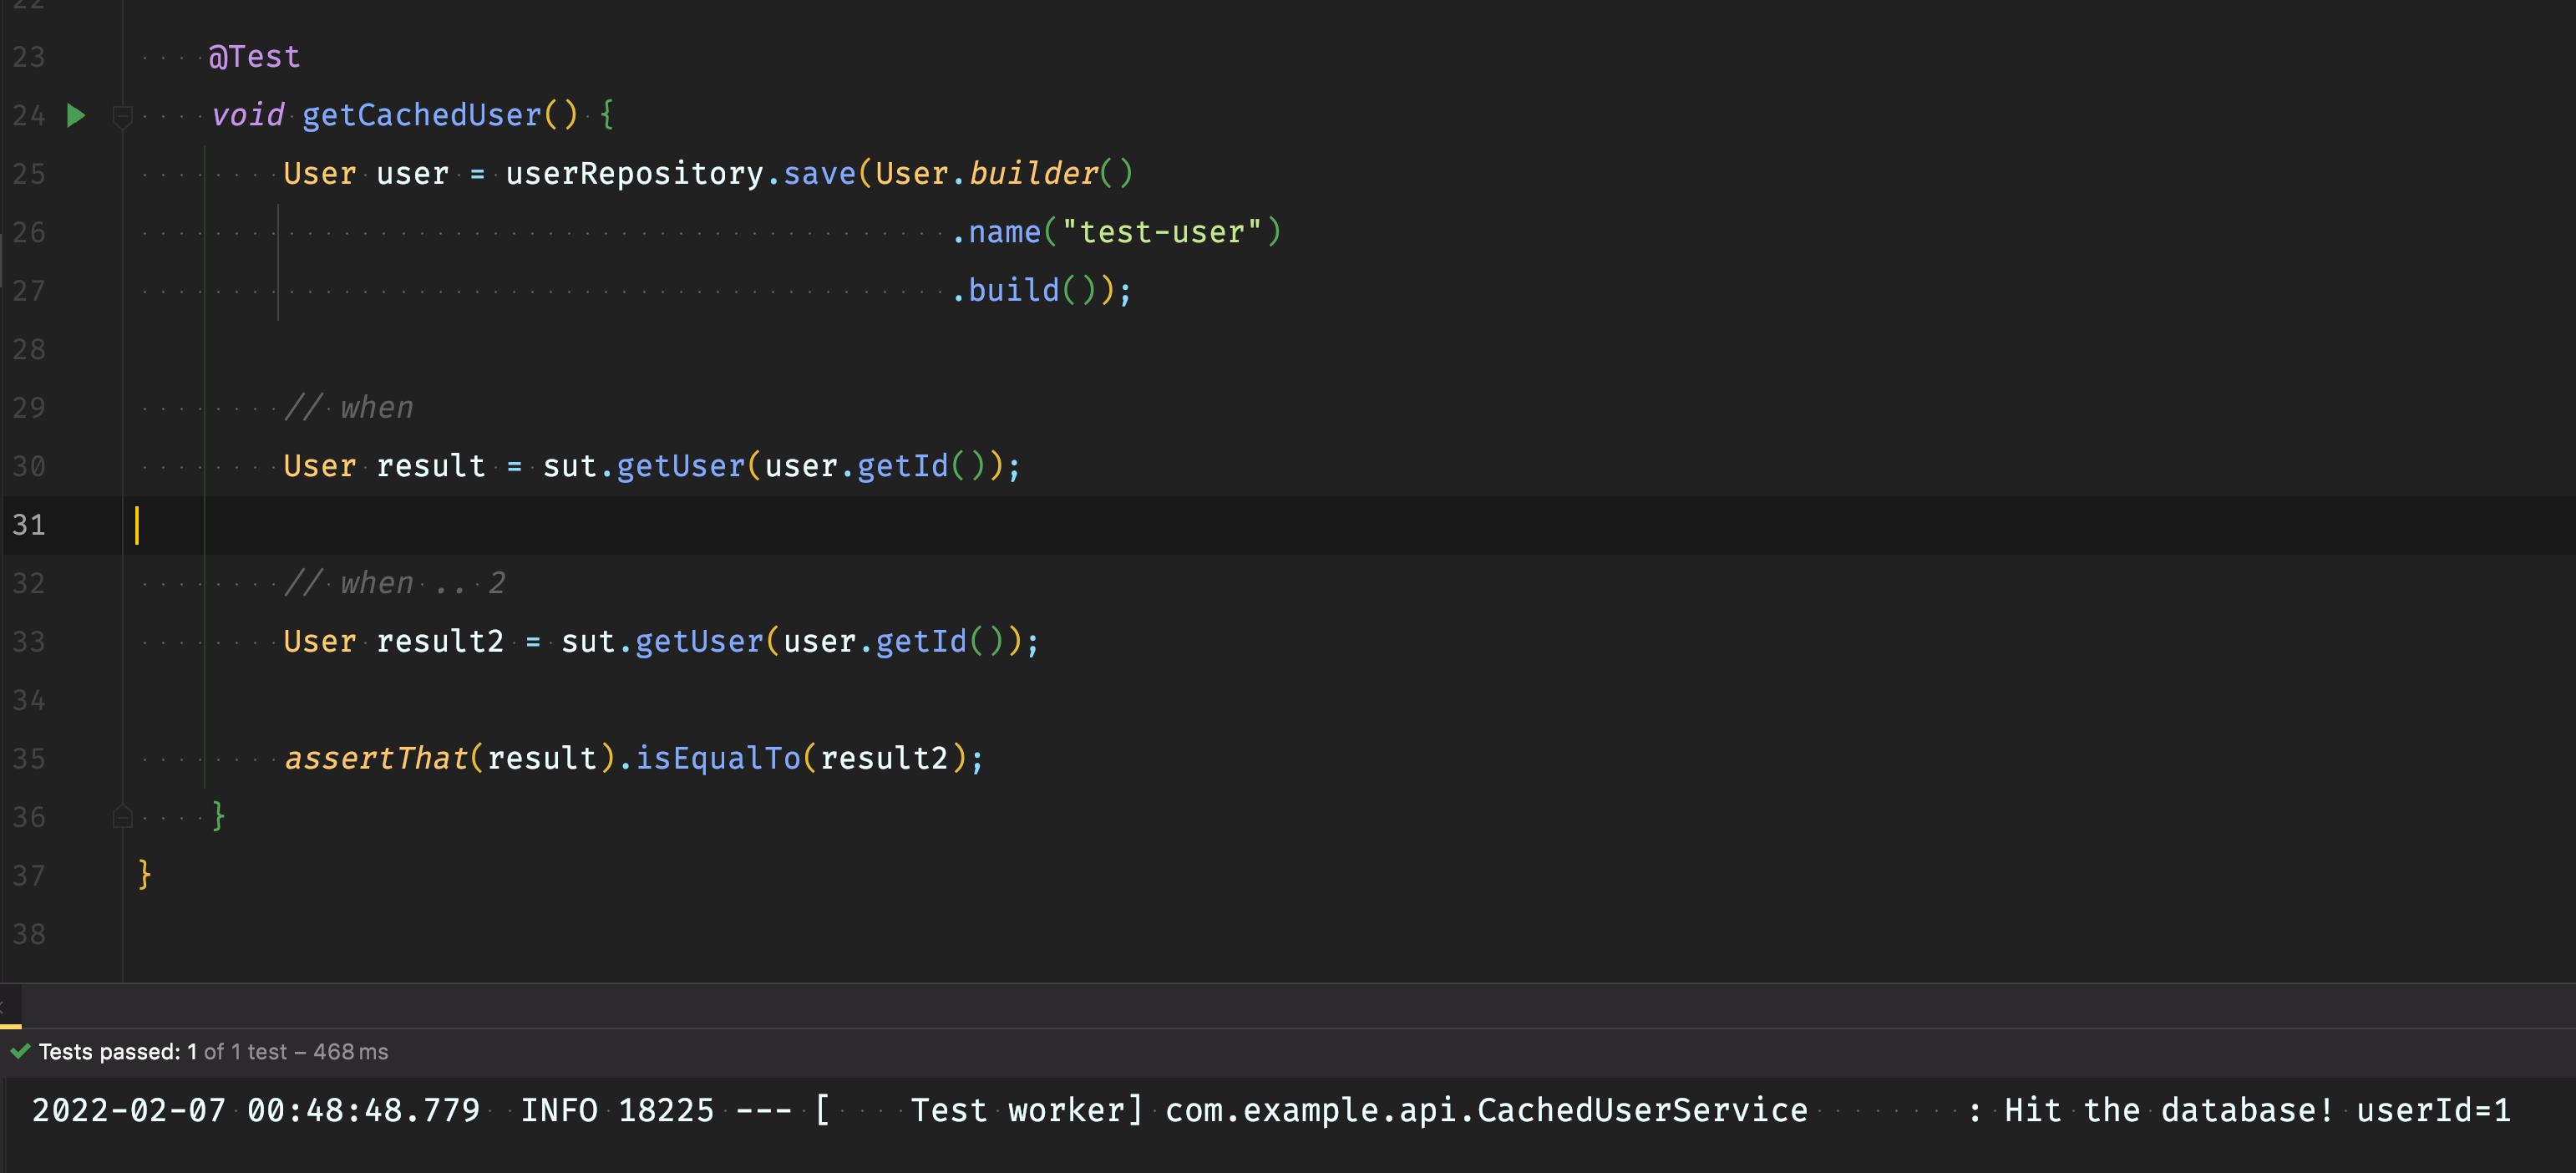 22
23 @Test
24 void getCachedUser() {
25 User user = userRepository.save(User.builder()
26 .name("test-user")
27 .build());
28
29 // when
30 User result = sut.getUser(user.getId());
31
32 // when .. 2
33 User result2 = sut.getUser(user.getId());
34
35 assertThat(result).isEqualTo(result2);
36 }
37 }
38
Tests passed: 1 of 1 test – 468 ms
2022-02-07 00:48:48.779  INFO 18225 --- [    Test worker] com.example.api.CachedUserService        : Hit the database! userId=1